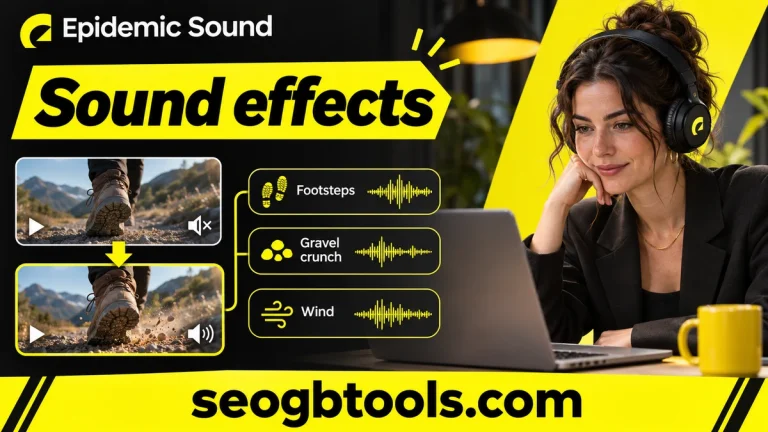 Epidemic Sound
Sound effects
Footsteps
Gravel
crunch
Wind
seogbtools.com